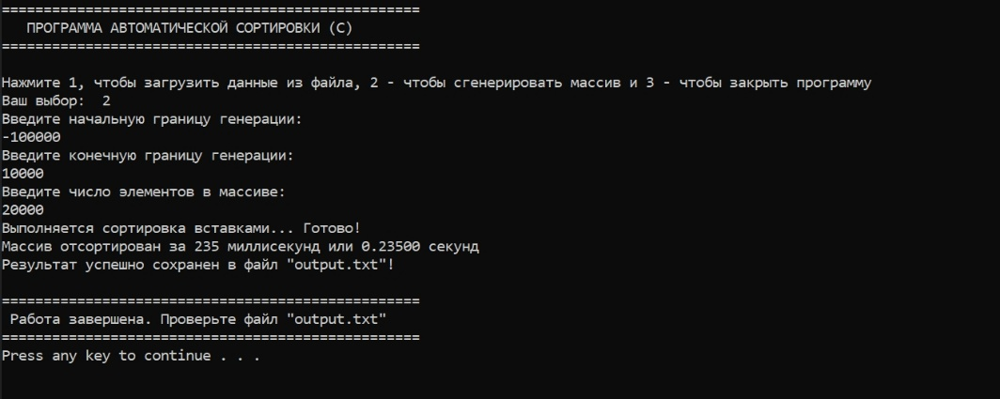 ==================================================
ПРОГРАММА АВТОМАТИЧЕСКОЙ СОРТИРОВКИ (C)
==================================================
Нажмите 1, чтобы загрузить данные из файла, 2 - чтобы сгенерировать массив и 3 - чтобы закрыть программу
Ваш выбор:  2
Введите начальную границу генерации:
-100000
Введите конечную границу генерации:
10000
Введите число элементов в массиве:
20000
Выполняется сортировка вставками... Готово!
Массив отсортирован за 235 миллисекунд или 0.23500 секунд
Результат успешно сохранен в файл "output.txt"!
==================================================
Работа завершена. Проверьте файл "output.txt"
==================================================
Press any key to continue . . .